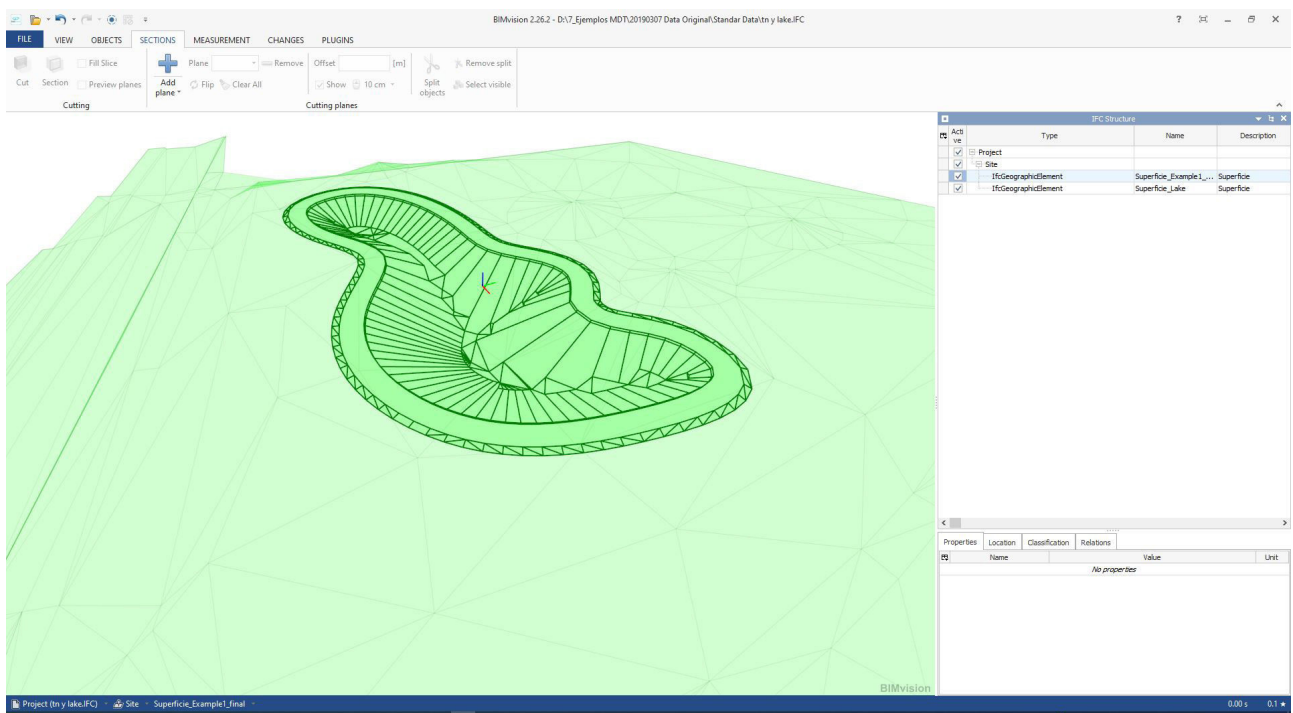 BIMvision 2.26.2 - D:\7_Ejemplos MDT\20190307 Data Original\Standar Data\tn y lake.IFC
FILE VIEW OBJECTS SECTIONS MEASUREMENT CHANGES PLUGINS
Fill Slice Plane Remove Offset [m] Remove split
Cut Section Preview planes Add plane Flip Clear All Show 10 cm Split objects Select visible
Cutting Cutting planes
IFC Structure
Active Type Name Description
Project
Site
IfcGeographicElement Superficie_Example1_... Superficie
IfcGeographicElement Superficie_Lake Superficie
Properties Location Classification Relations
Name Value Unit
No properties
BIMvision
Project (tn y lake.IFC) Site Superficie_Example1_final 0.00 s 0.1